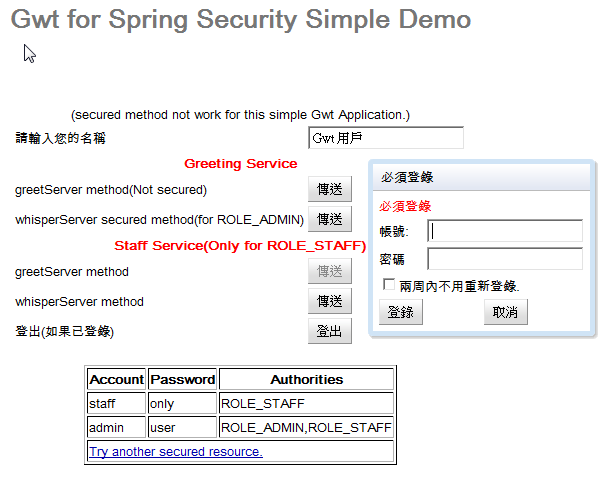 Gwt for Spring Security Simple Demo
(secured method not work for this simple Gwt Application.)
請輸入您的名稱 Gwt 用戶
Greeting Service
greetServer method(Not secured) 傳送
whisperServer secured method(for ROLE_ADMIN) 傳送
Staff Service(Only for ROLE_STAFF)
greetServer method 傳送
whisperServer method 傳送
登出(如果已登錄) 登出
必須登錄
必須登錄
帳號:
密碼
兩周內不用重新登錄.
登錄 取消
Account Password Authorities
staff only ROLE_STAFF
admin user ROLE_ADMIN,ROLE_STAFF
Try another secured resource.